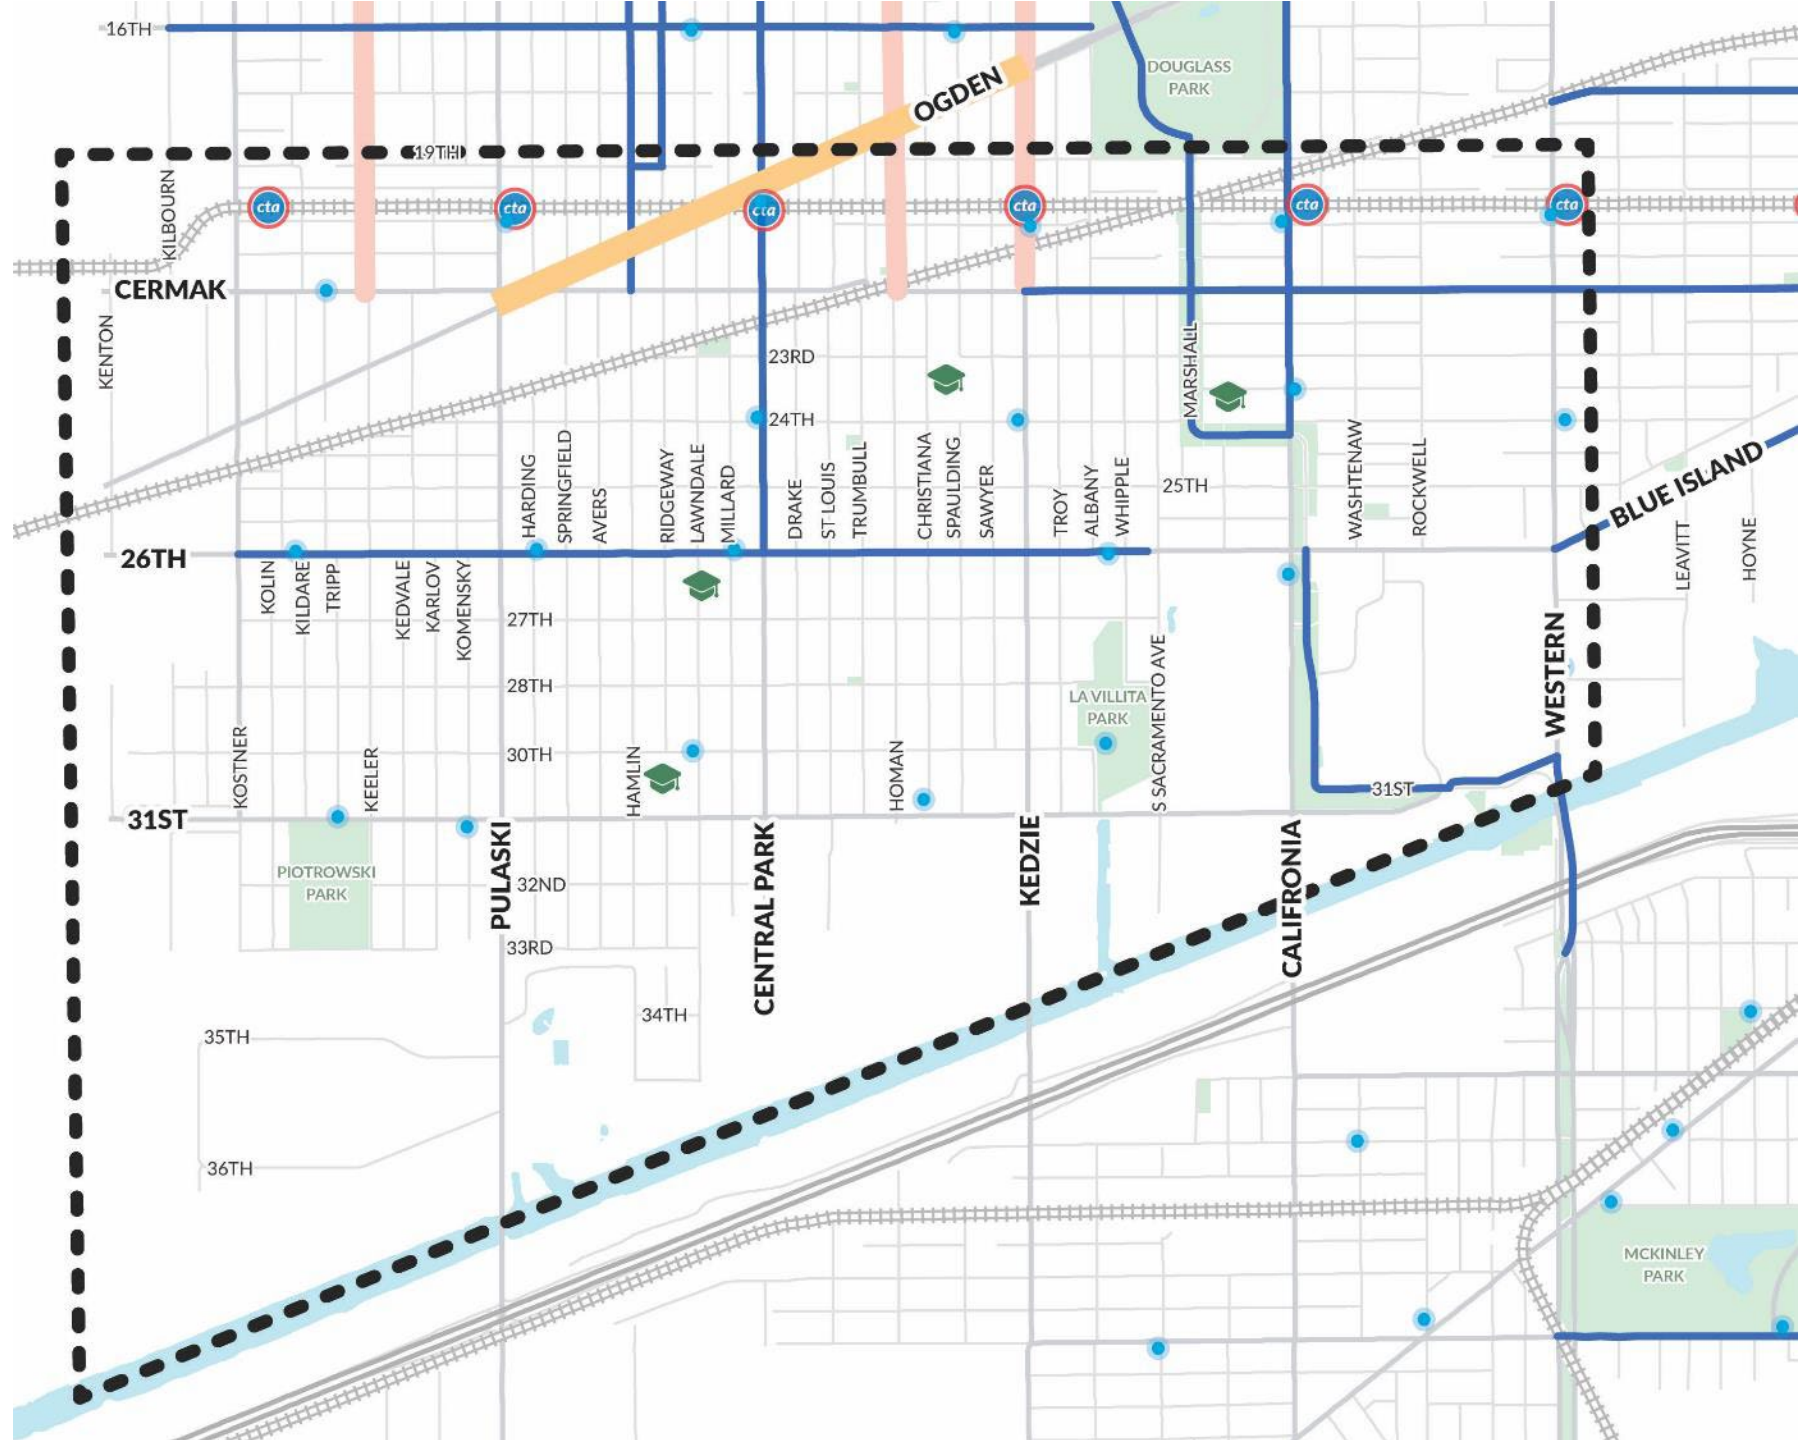 16TH
DOUGLASS
PARK
OGDEN
19TH
KILBOURN
cta
cta
cta
cta
cta
cta
CERMAK
KENTON
MARSHALL
23RD
24TH
HARDING
SPRINGFIELD
AVERS
RIDGEWAY
LAWNDALE
MILLARD
DRAKE
ST LOUIS
TRUMBULL
CHRISTIANA
SPAULDING
SAWYER
TROY
ALBANY
WHIPPLE
25TH
WASHTENAW
ROCKWELL
BLUE ISLAND
LEAVITT
HOYNE
26TH
KOLIN
KILDARE
TRIPP
KEDVALE
KARLOV
KOMENSKY
27TH
28TH
LA VILLITA
PARK
S SACRAMENTO AVE
WESTERN
KOSTNER
KEELER
30TH
HAMLIN
HOMAN
31ST
31ST
PIOTROWSKI
PARK
PULASKI
32ND
CENTRAL PARK
KEDZIE
CALIFRONIA
33RD
34TH
35TH
36TH
MCKINLEY
PARK